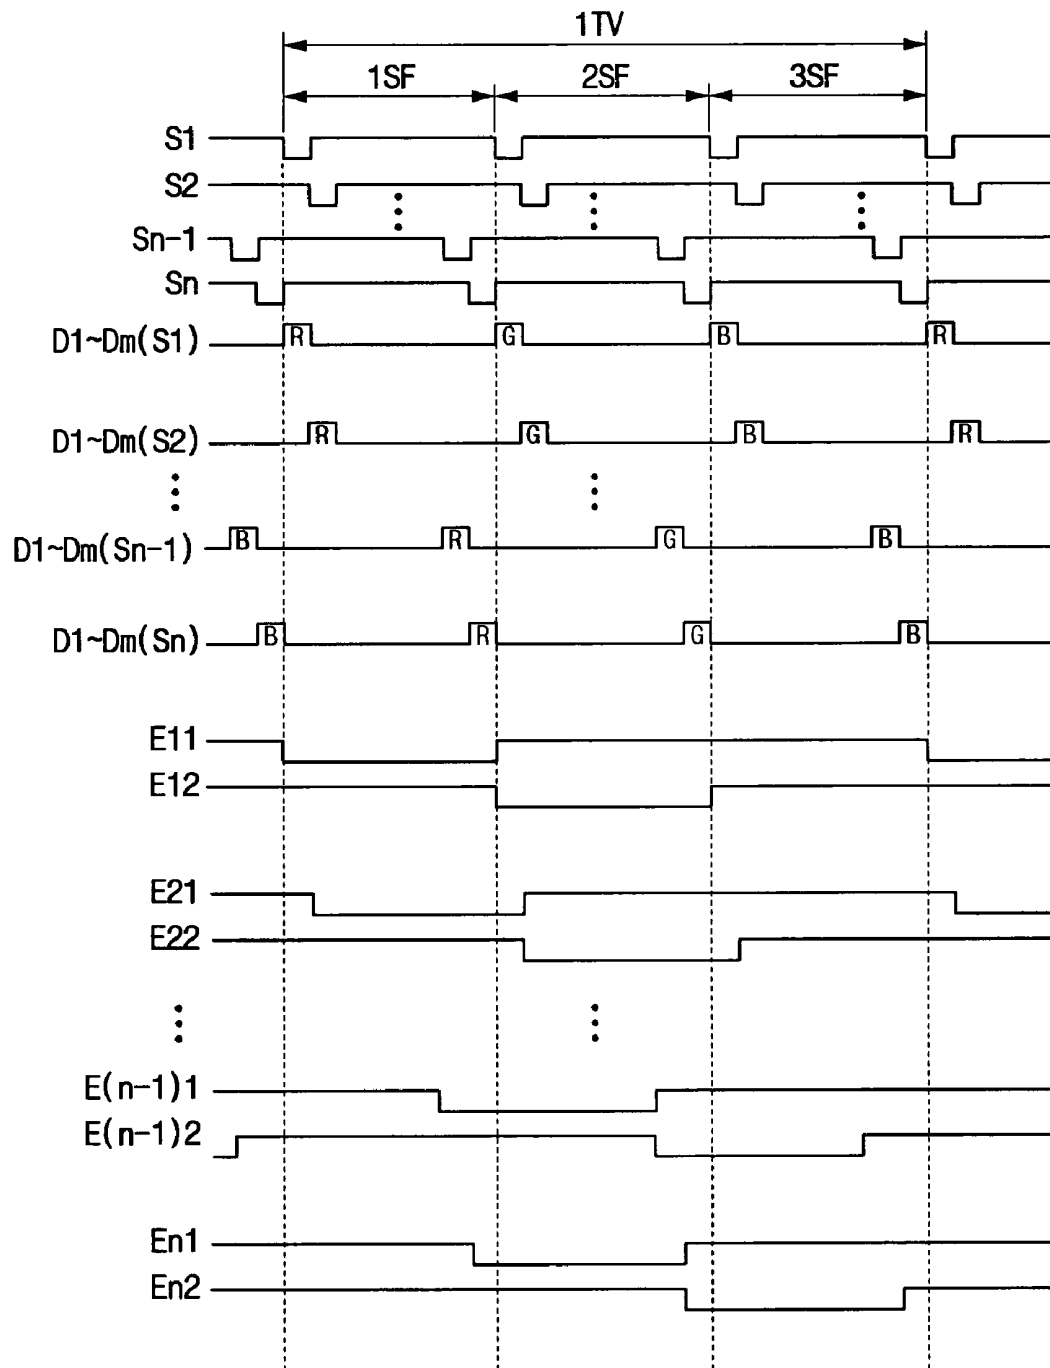 1TV
1SF 2SF 3SF
S1
S2
Sn-1
Sn
D1~Dm(S1) R G B R
D1~Dm(S2) R G B R
D1~Dm(Sn-1) B R G B
D1~Dm(Sn) B R G B
E11
E12
E21
E22
E(n-1)1
E(n-1)2
En1
En2